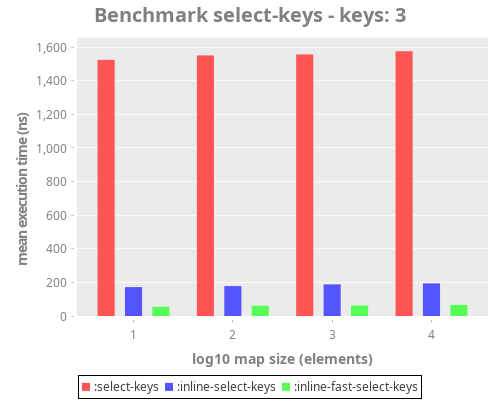 Benchmark select-keys - keys: 3
mean execution time (ns)
1,600
1,400
1,200
1,000
800
600
400
200
0
1 2 3 4
log10 map size (elements)
:select-keys :inline-select-keys :inline-fast-select-keys